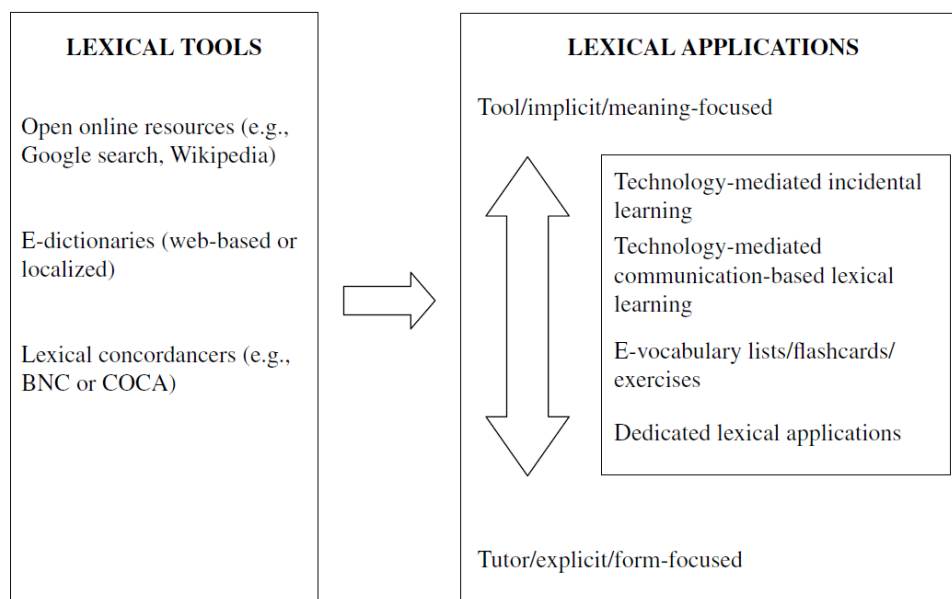 LEXICAL TOOLS
Open online resources (e.g.,
Google search, Wikipedia)
E-dictionaries (web-based or
localized)
Lexical concordancers (e.g.,
BNC or COCA)
LEXICAL APPLICATIONS
Tool/implicit/meaning-focused
Technology-mediated incidental
learning
Technology-mediated
communication-based lexical
learning
E-vocabulary lists/flashcards/
exercises
Dedicated lexical applications
Tutor/explicit/form-focused